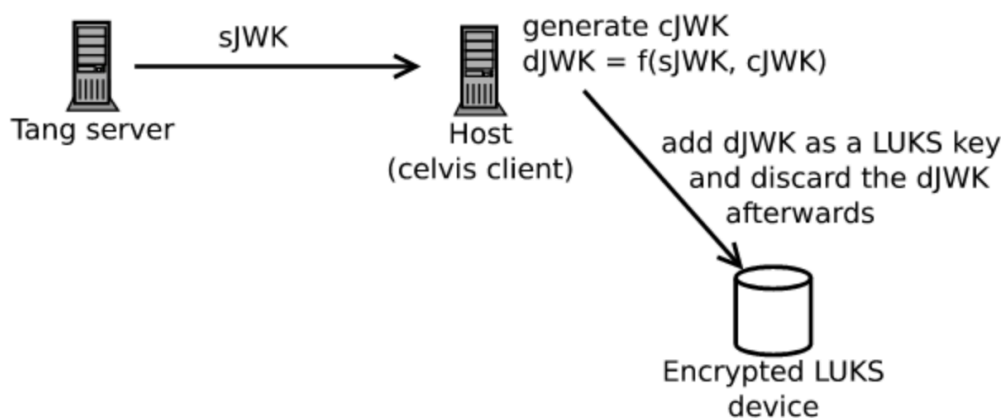 sJWK
generate cJWK
dJWK = f(sJWK, cJWK)
Tang server
Host
(celvis client)
add dJWK as a LUKS key
and discard the dJWK
afterwards
Encrypted LUKS
device